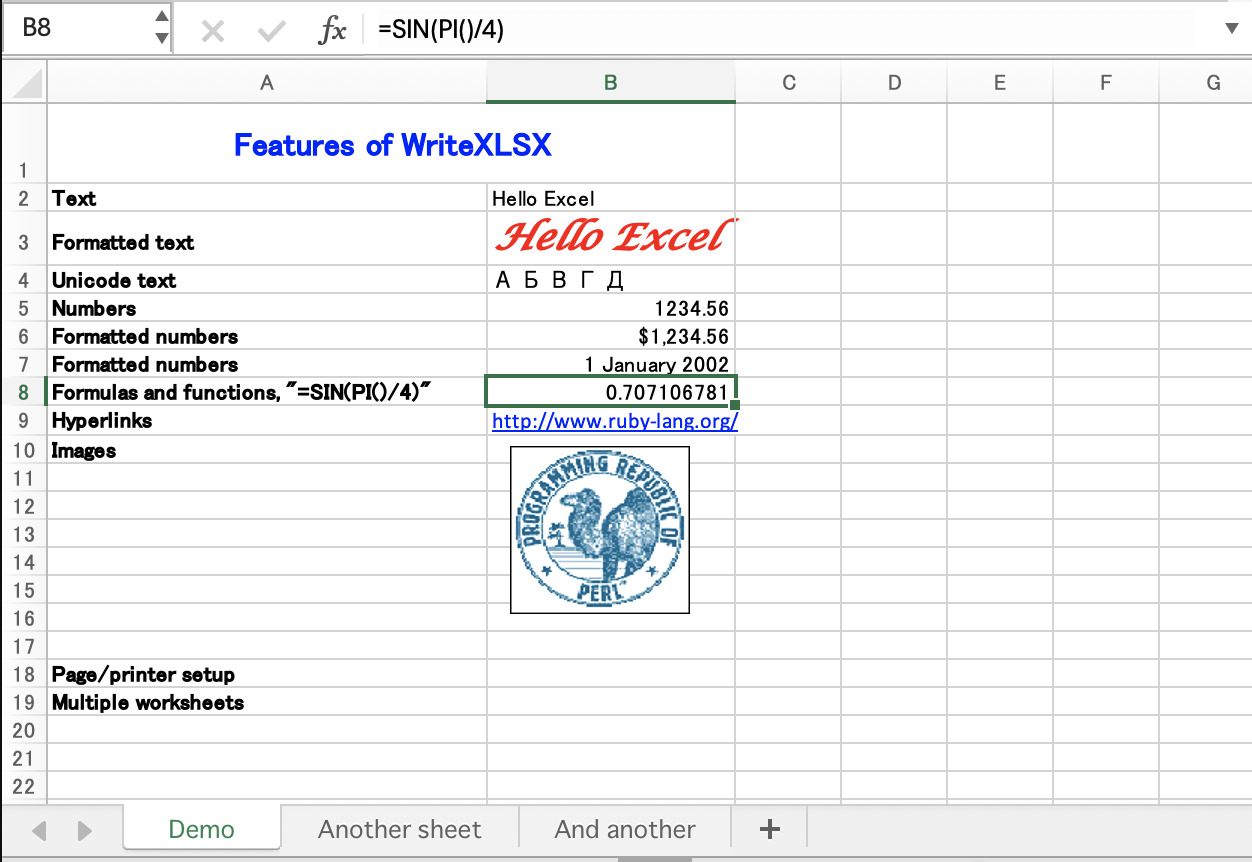 B8 fx =SIN(PI()/4)
A B C D E F G
1 Features of WriteXLSX
2 Text Hello Excel
3 Formatted text Hello Excel
4 Unicode text А Б В Г Д
5 Numbers 1234.56
6 Formatted numbers $1,234.56
7 Formatted numbers 1 January 2002
8 Formulas and functions, "=SIN(PI()/4)" 0.707106781
9 Hyperlinks http://www.ruby-lang.org/
10 Images
PROGRAMMING REPUBLIC OF
PERL
11
12
13
14
15
16
17
18 Page/printer setup
19 Multiple worksheets
20
21
22
Demo Another sheet And another +